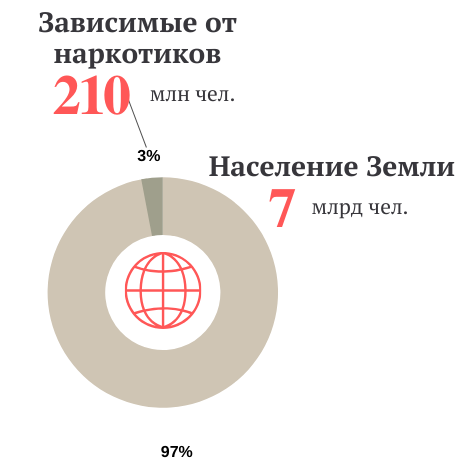 Зависимые от
наркотиков
210 млн чел.
3%
Население Земли
7 млрд чел.
97%